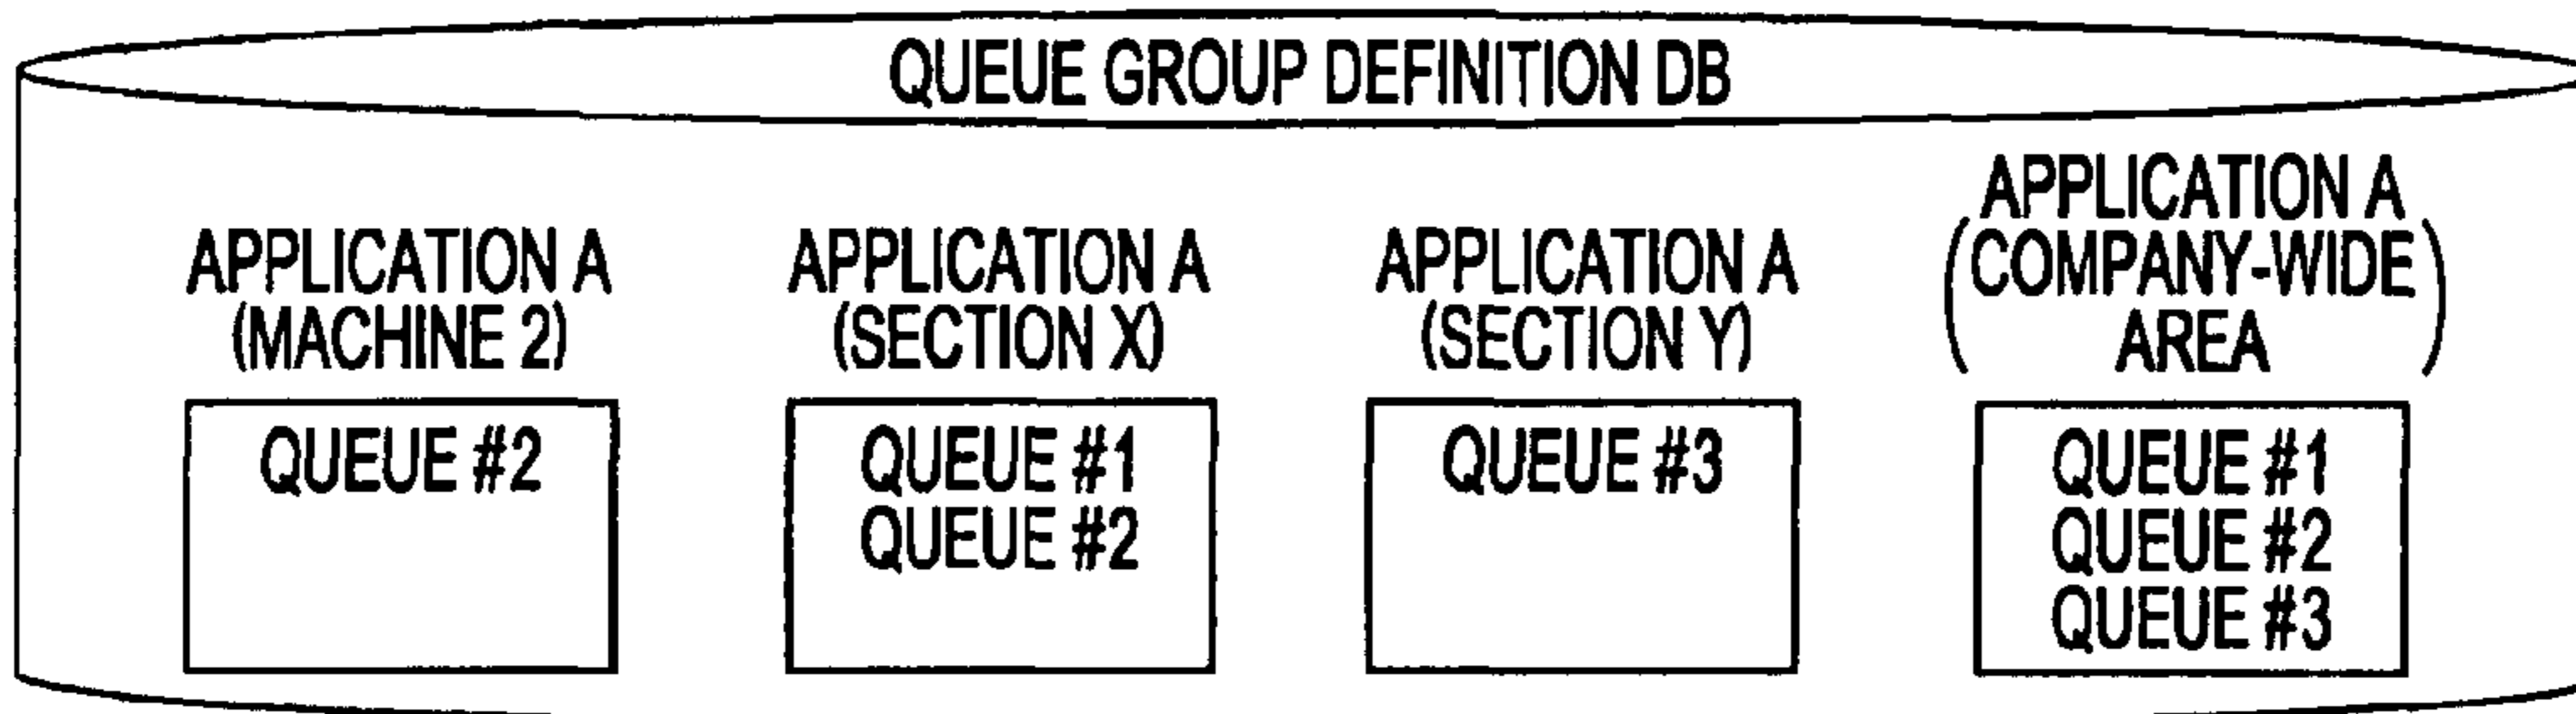 QUEUE GROUP DEFINITION DB
APPLICATION A
(MACHINE 2)
QUEUE #2
APPLICATION A
(SECTION X)
QUEUE #1
QUEUE #2
APPLICATION A
(SECTION Y)
QUEUE #3
APPLICATION A
(COMPANY-WIDE
AREA)
QUEUE #1
QUEUE #2
QUEUE #3